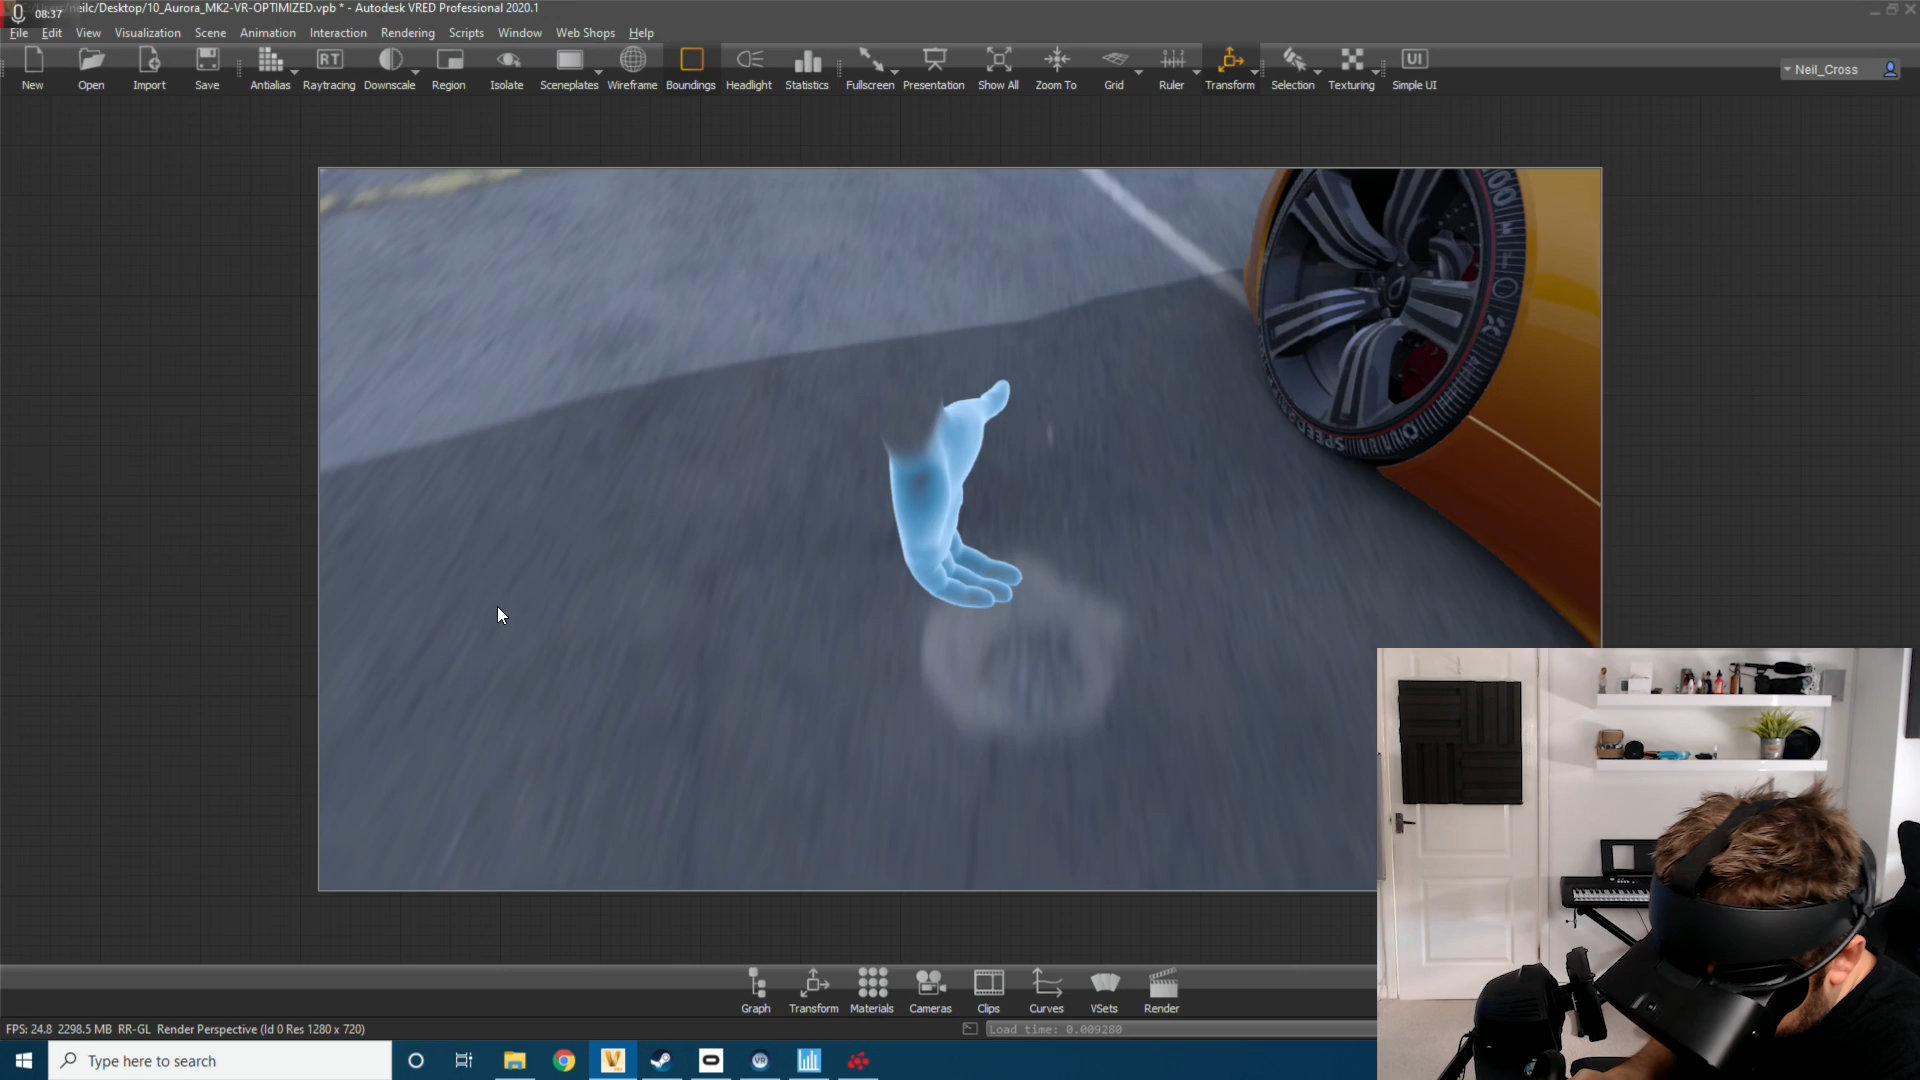 08:37
neilc/Desktop/10_Aurora_MK2-VR-OPTIMIZED.vpb * - Autodesk VRED Professional 2020.1
File Edit View Visualization Scene Animation Interaction Rendering Scripts Window Web Shops Help
RT
UI
New Open Import Save Antialias Raytracing Downscale Region Isolate Sceneplates Wireframe Boundings Headlight Statistics Fullscreen Presentation Show All Zoom To Grid Ruler Transform Selection Texturing Simple UI
Neil_Cross
Graph Transform Materials Cameras Clips Curves VSets Render
FPS: 24.8 2298.5 MB RR-GL Render Perspective (Id 0 Res 1280 x 720)
Load time: 0.009280
Type here to search